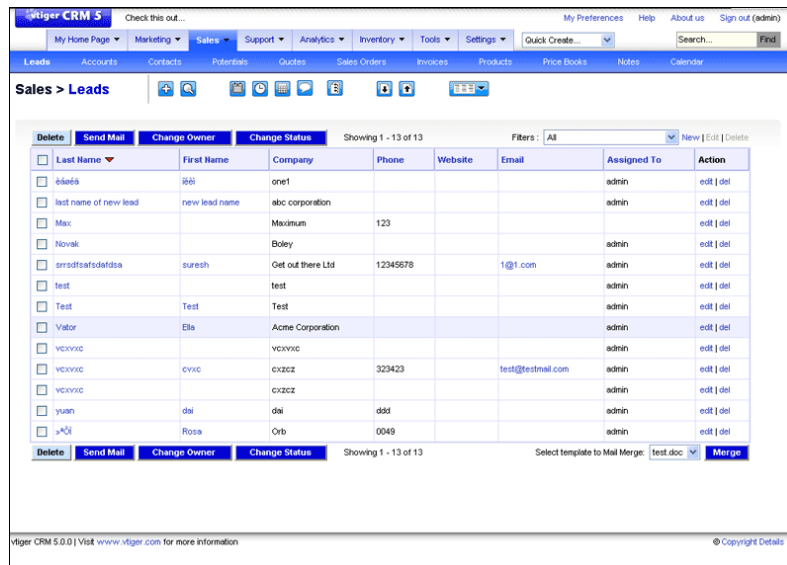 vtiger CRM 5 Check this out... My Preferences Help About us Sign out (admin)
My Home Page Marketing Sales Support Analytics Inventory Tools Settings Quick Create... Search... Find
Leads Accounts Contacts Potentials Quotes Sales Orders Invoices Products Price Books Notes Calendar
Sales > Leads
Delete Send Mail Change Owner Change Status Showing 1 - 13 of 13 Filters : All New | Edit | Delete
Last Name First Name Company Phone Website Email Assigned To Action
one1 admin edit | del
last name of new lead new lead name abc corporation admin edit | del
Max Maximum 123 edit | del
Novak Boley admin edit | del
srrsdfsafsdafdsa suresh Get out there Ltd 12345678 1@1.com admin edit | del
test test admin edit | del
Test Test Test admin edit | del
Vator Ella Acme Corporation admin edit | del
vcxvxc vcxvxc admin edit | del
vcxvxc cvxc cxzcz 323423 test@testmail.com admin edit | del
vcxvxc cxzcz admin edit | del
yuan dai dai ddd admin edit | del
Rosa Orb 0049 admin edit | del
Delete Send Mail Change Owner Change Status Showing 1 - 13 of 13 Select template to Mail Merge: test.doc Merge
vtiger CRM 5.0.0 | Visit www.vtiger.com for more information © Copyright Details